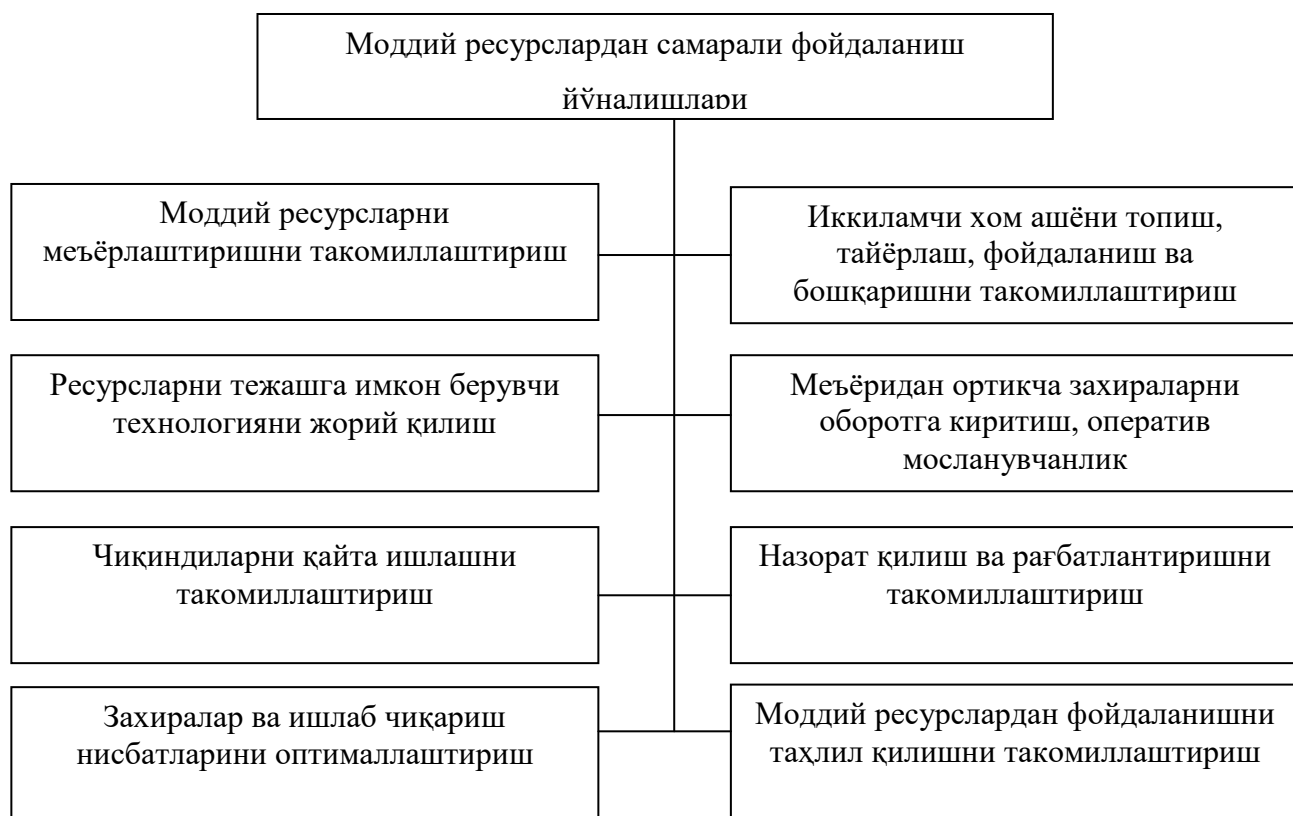 Моддий ресурслардан самарали фойдаланиш
йўналишлари
Моддий ресурсларни
меъёрлаштиришни такомиллаштириш
Иккиламчи хом ашёни топиш,
тайёрлаш, фойдаланиш ва
бошқаришни такомиллаштириш
Ресурсларни тежашга имкон берувчи
технологияни жорий қилиш
Меъёридан ортикча захираларни
оборотга киритиш, оператив
мосланувчанлик
Чиқиндиларни қайта ишлашни
такомиллаштириш
Назорат қилиш ва рағбатлантиришни
такомиллаштириш
Захиралар ва ишлаб чиқариш
нисбатларини оптималлаштириш
Моддий ресурслардан фойдаланишни
таҳлил қилишни такомиллаштириш